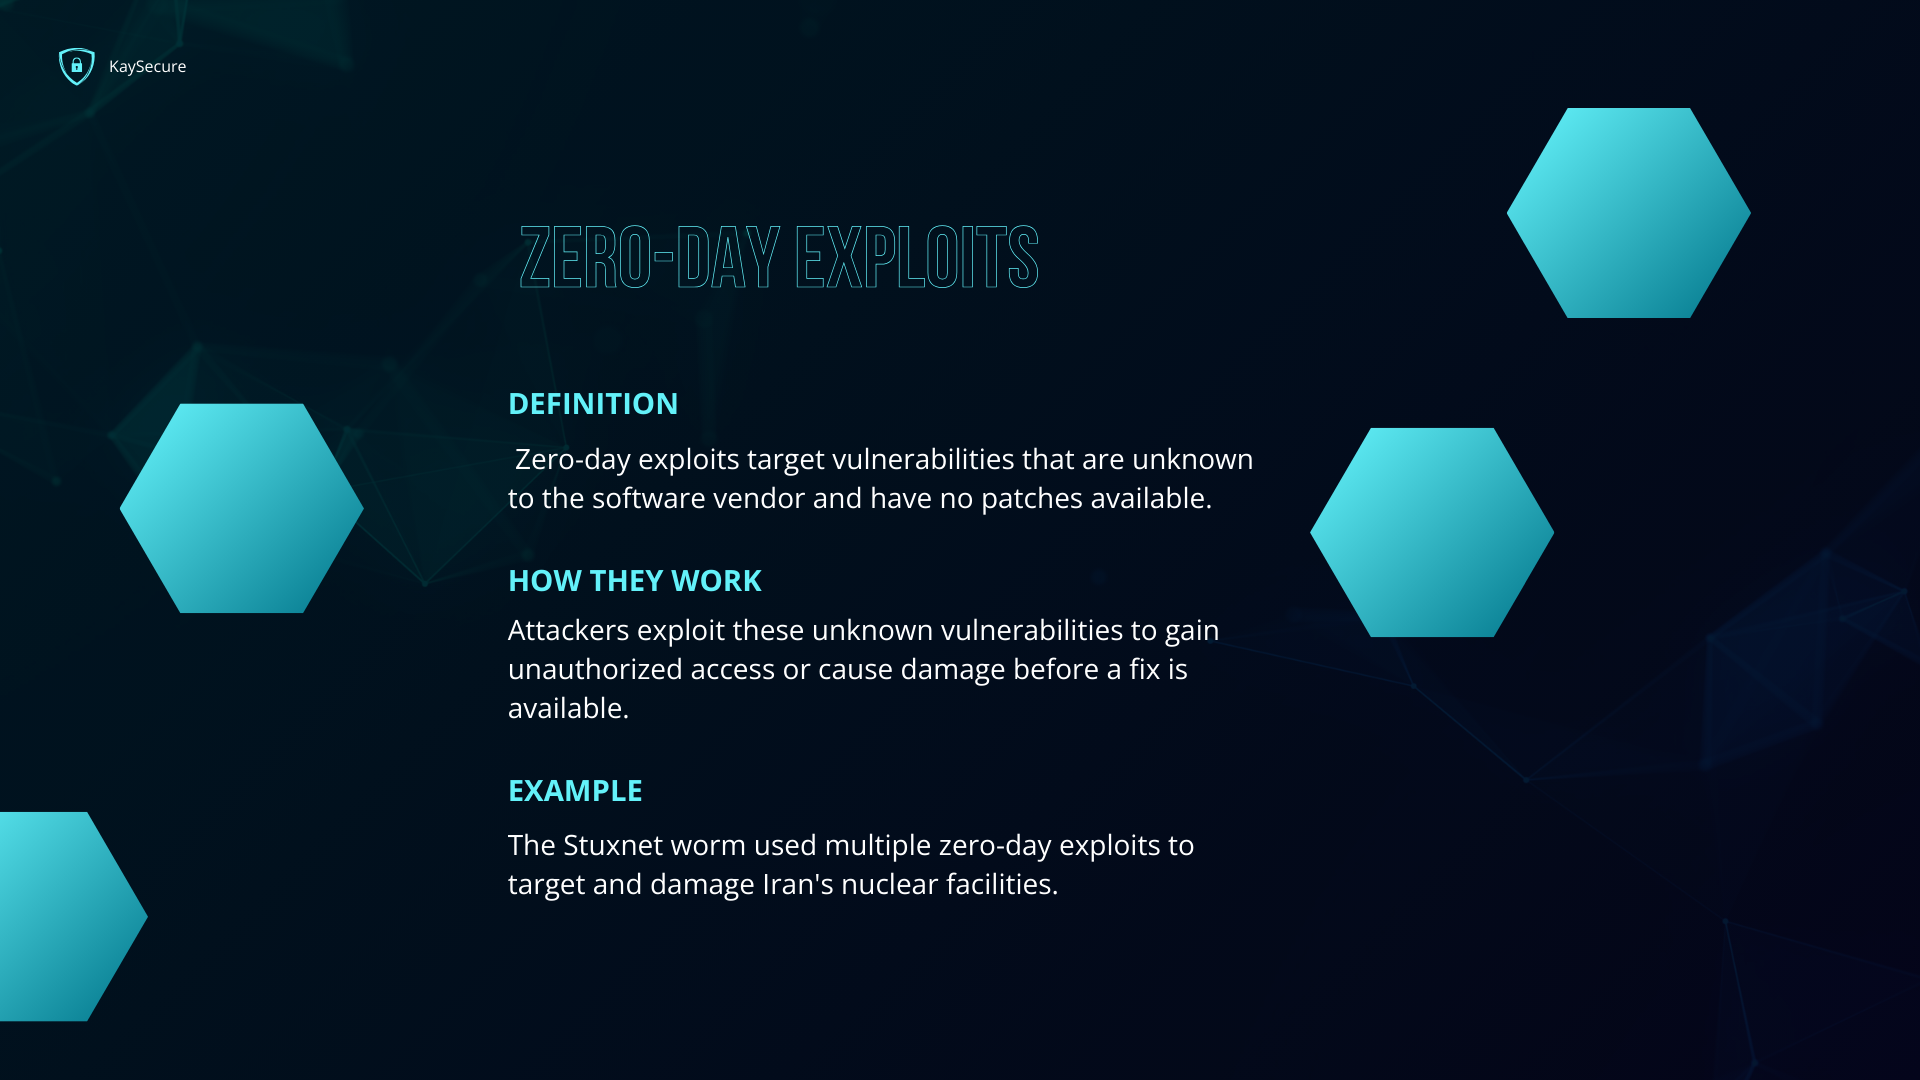 KaySecure
ZERO-DAY EXPLOITS
DEFINITION
Zero-day exploits target vulnerabilities that are unknown
to the software vendor and have no patches available.
HOW THEY WORK
Attackers exploit these unknown vulnerabilities to gain
unauthorized access or cause damage before a fix is
available.
EXAMPLE
The Stuxnet worm used multiple zero-day exploits to
target and damage Iran's nuclear facilities.